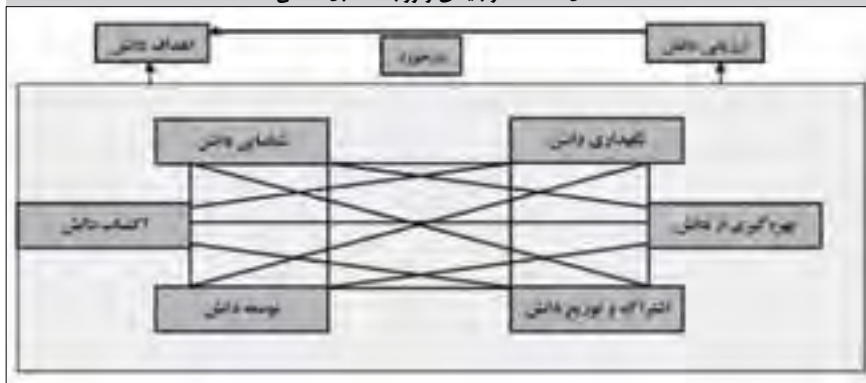 اهداف دانش
ارزیابی دانش
بازخورد
شناسایی دانش
نگهداری دانش
اکتساب دانش
بهره‌گیری از دانش
توسعه دانش
اشتراک و توزیع دانش